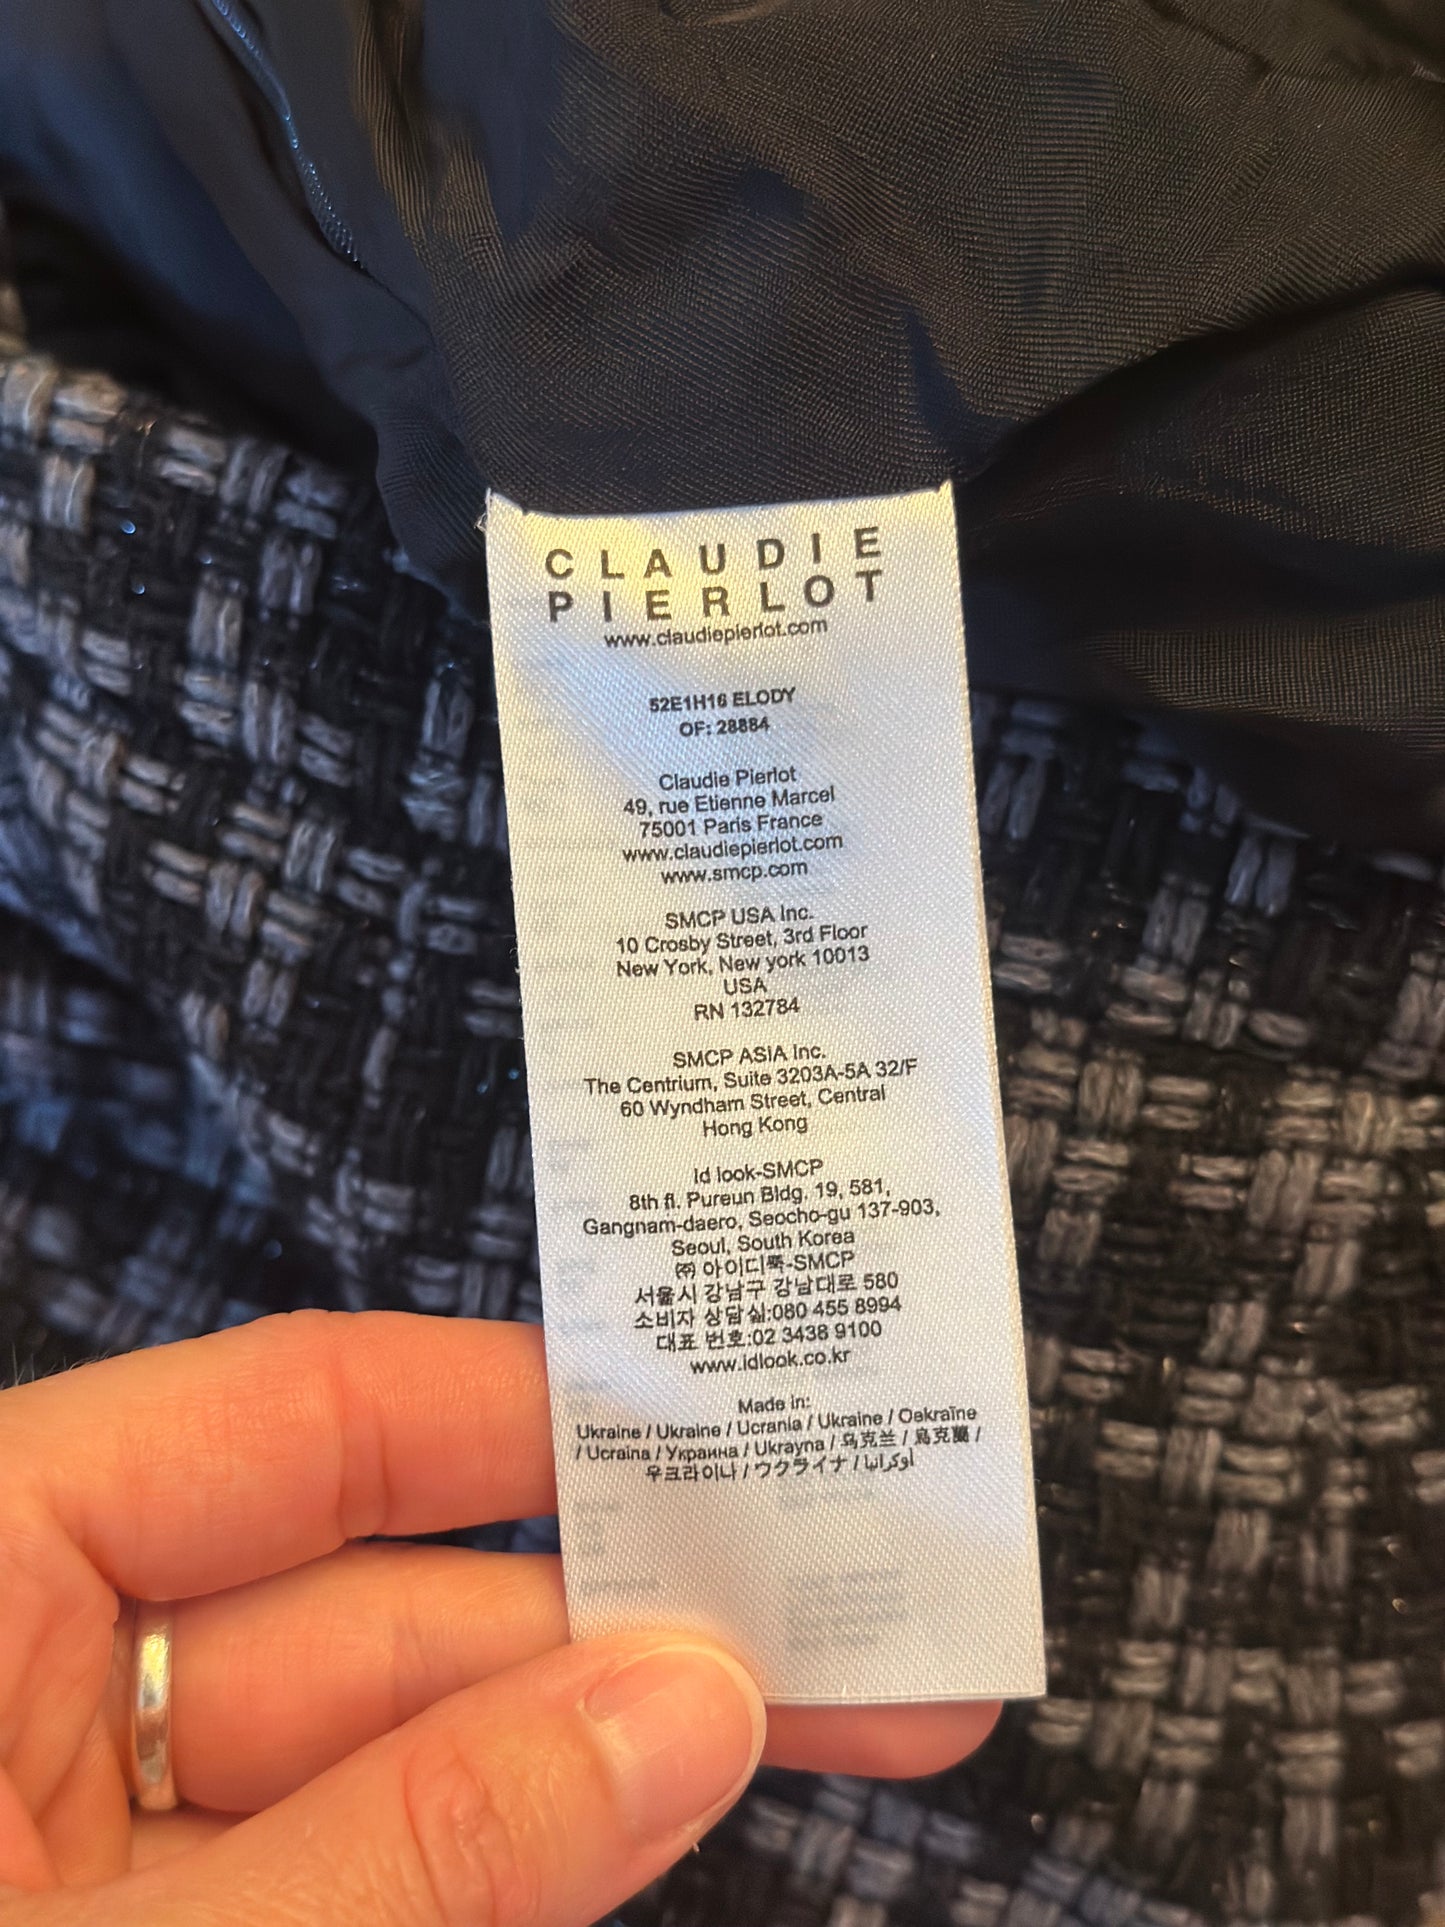 CLAUDIE
PIERLOT
www.claudiepierlot.com
52E1H16 ELODY
OF: 28884
Claudie Pierlot
49, rue Etienne Marcel
75001 Paris France
www.claudiepierlot.com
www.smcp.com
SMCP USA Inc.
10 Crosby Street, 3rd Floor
New York, New york 10013
USA
RN 132784
SMCP ASIA Inc.
The Centrium, Suite 3203A-5A 32/F
60 Wyndham Street, Central
Hong Kong
Id look-SMCP
8th fl. Pureun Bldg. 19, 581,
Gangnam-daero, Seocho-gu 137-903,
Seoul, South Korea
㈜ 아이디룩-SMCP
서울시 강남구 강남대로 580
소비자 상담실:080 455 8994
대표 번호:02 3438 9100
www.idlook.co.kr
Made in:
Ukraine / Ukraine / Ucrania / Ukraine / Oekraïne
/ Ucraina / Украина / Ukrayna / 乌克兰 / 烏克蘭 /
우크라이나 / ウクライナ / أوكرانيا